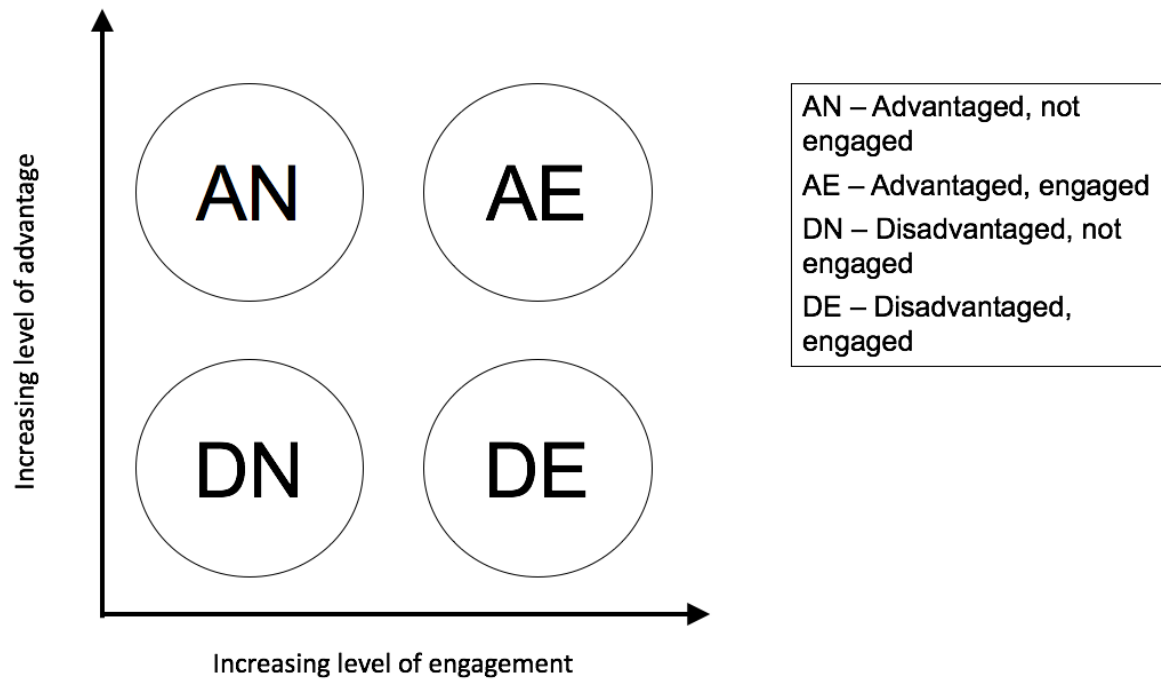 Increasing level of advantage
AN
AE
DN
DE
Increasing level of engagement
AN – Advantaged, not
engaged
AE – Advantaged, engaged
DN – Disadvantaged, not
engaged
DE – Disadvantaged,
engaged